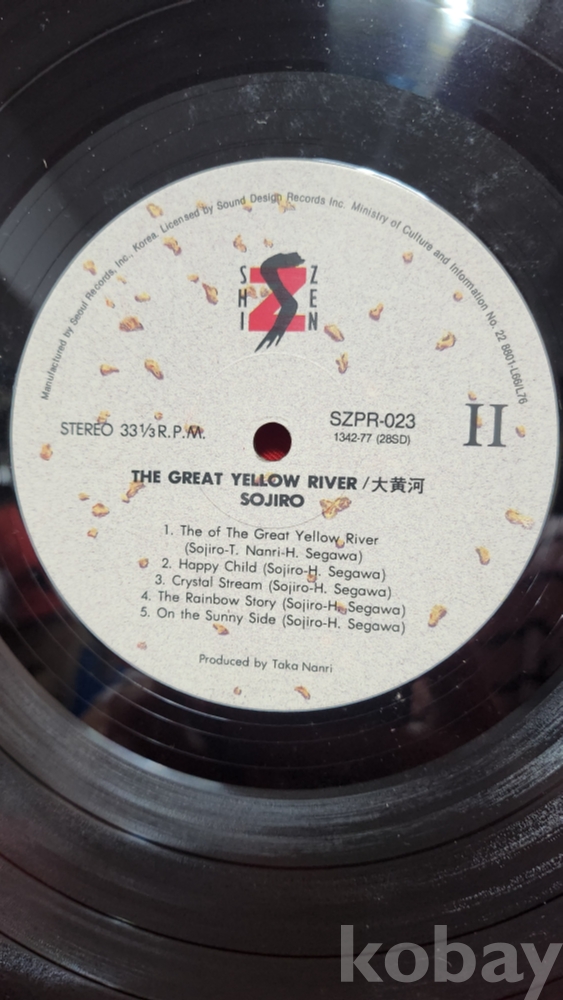 Manufactured by Seoul Records, Inc., Korea. Licensed by Sound Design Records Inc. Ministry of Culture and Information No. 22 8801-L66/L76
SHI ZEN
STEREO 33⅓ R.P.M.
SZPR-023
1342-77 (28SD)
II
THE GREAT YELLOW RIVER / 大黄河
SOJIRO
1. The of The Great Yellow River
(Sojiro-T. Nanri-H. Segawa)
2. Happy Child (Sojiro-H. Segawa)
3. Crystal Stream (Sojiro-H. Segawa)
4. The Rainbow Story (Sojiro-H. Segawa)
5. On the Sunny Side (Sojiro-H. Segawa)
Produced by Taka Nanri
kobay